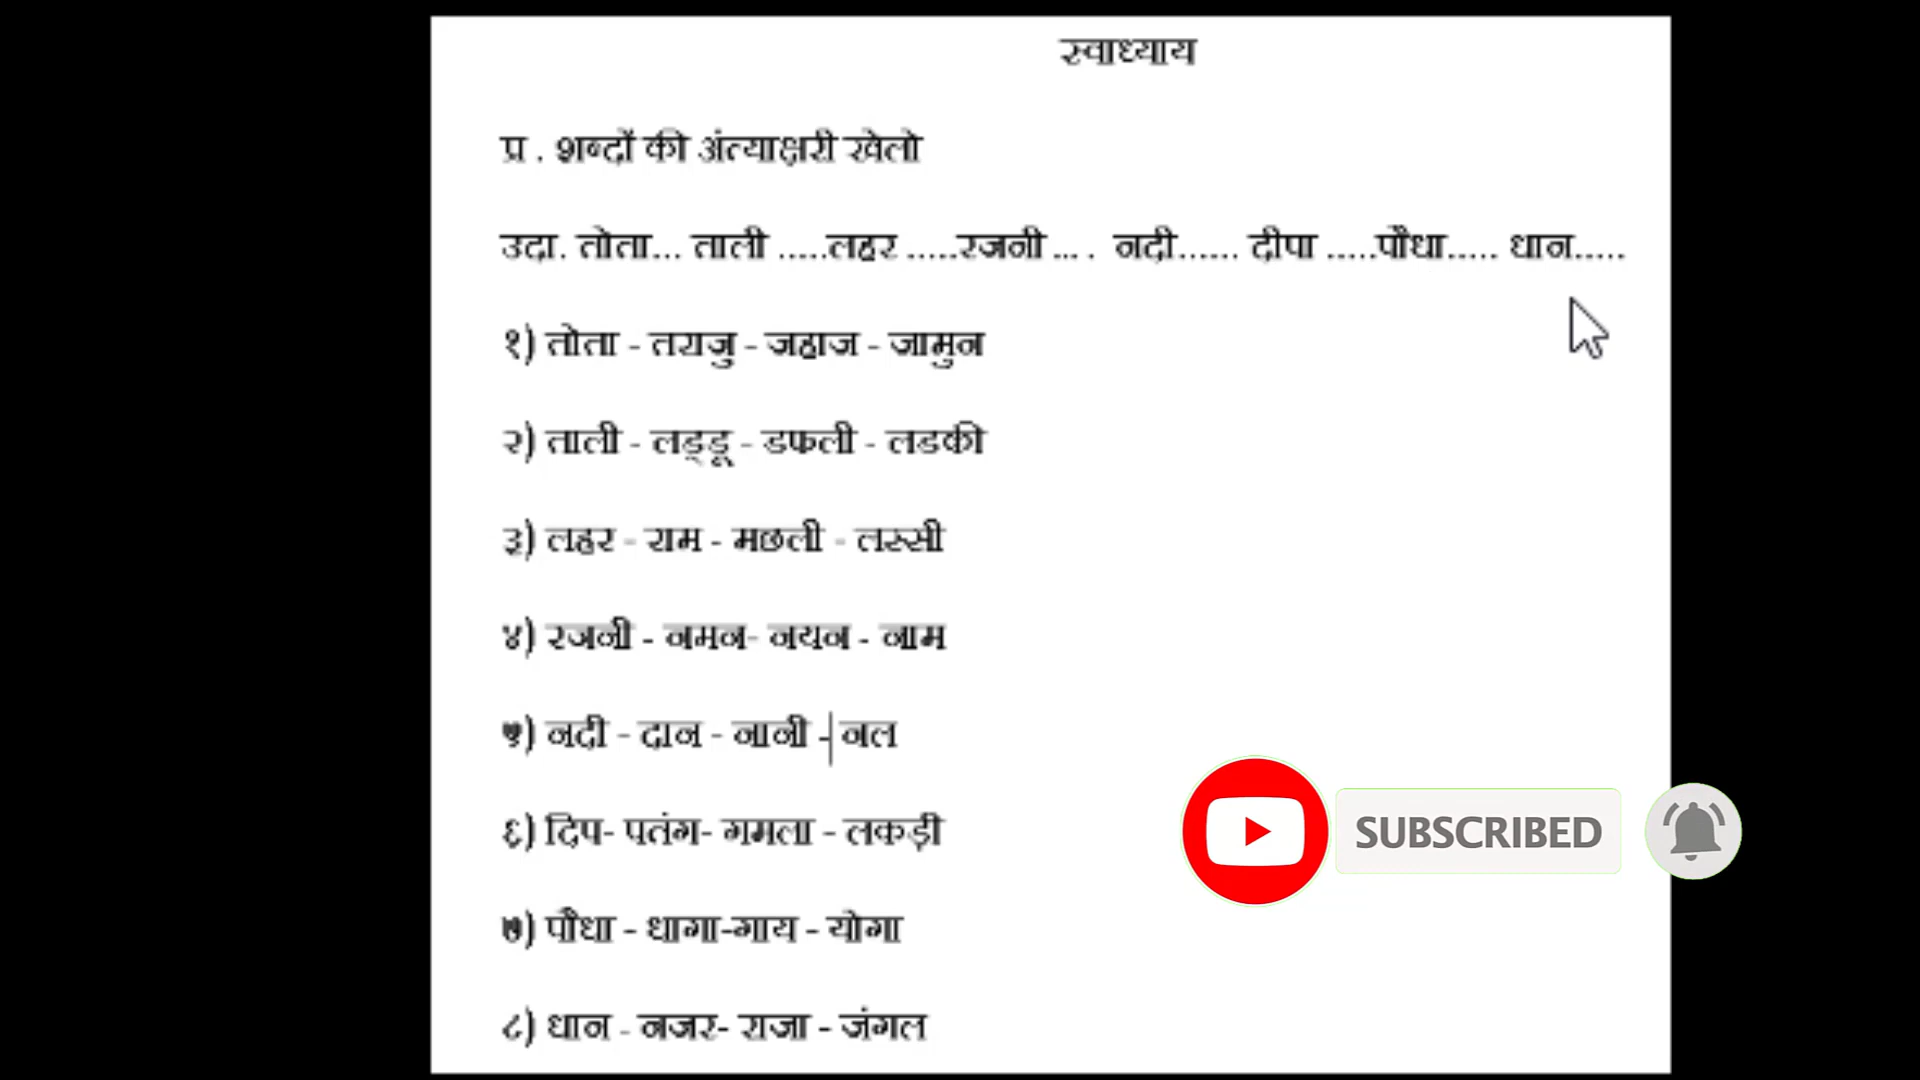 स्वाध्याय
प्र . शब्दों की अंत्याक्षरी खेलो
उदा. तोता... ताली .....लहर .....रजनी ... . नदी...... दीपा .....पौधा..... धान.....
१) तोता - तराजु - जहाज - जामुन
२) ताली - लड्डू - डफली - लडकी
३) लहर - राम - मछली - लस्सी
४) रजनी - नमन- नयन - नाम
५) नदी - दान - नानी - नल
६) दिप- पतंग- गमला - लकड़ी
SUBSCRIBED
७) पौधा - धागा-गाय - योगा
८) धान - नजर- राजा - जंगल